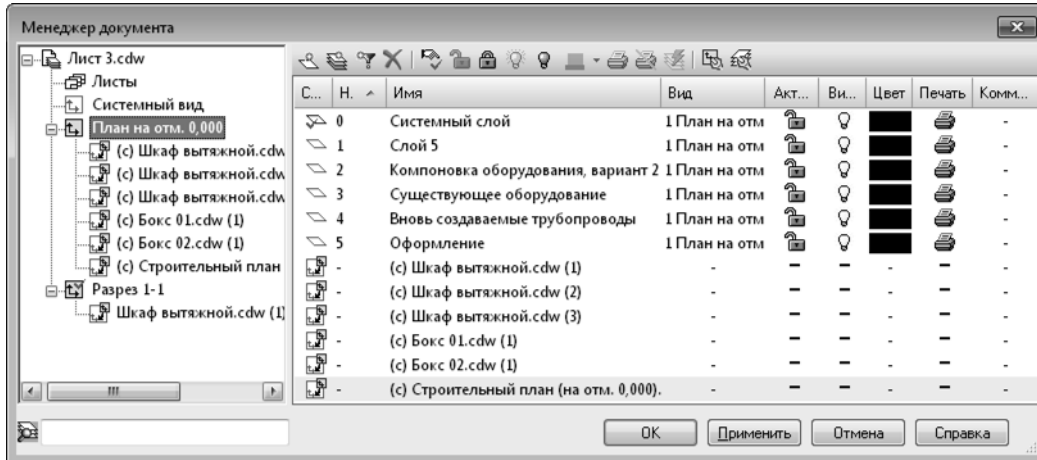 Менеджер документа
Лист 3.cdw
Листы
Системный вид
План на отм. 0,000
(с) Шкаф вытяжной.cdw
(с) Шкаф вытяжной.cdw
(с) Шкаф вытяжной.cdw
(с) Бокс 01.cdw (1)
(с) Бокс 02.cdw (1)
(с) Строительный план
Разрез 1-1
Шкаф вытяжной.cdw (1)
С... Н. Имя Вид Акт... Ви... Цвет Печать Комм...
0 Системный слой 1 План на отм -
1 Слой 5 1 План на отм -
2 Компоновка оборудования, вариант 2 1 План на отм -
3 Существующее оборудование 1 План на отм -
4 Вновь создаваемые трубопроводы 1 План на отм -
5 Оформление 1 План на отм -
- (с) Шкаф вытяжной.cdw (1) - - - - - -
- (с) Шкаф вытяжной.cdw (2) - - - - - -
- (с) Шкаф вытяжной.cdw (3) - - - - - -
- (с) Бокс 01.cdw (1) - - - - - -
- (с) Бокс 02.cdw (1) - - - - - -
- (с) Строительный план (на отм. 0,000). - - - - - -
OK Применить Отмена Справка